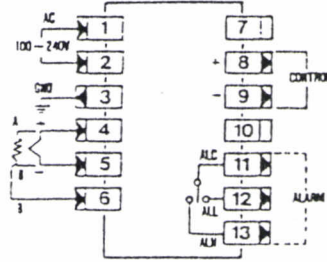 AC 1 7
100-240V 2 + 8 CONTROL
GND 3 - 9
A + 4 10
ALC 11
B - 5 ALL 12 ALARM
B 6
ALN 13